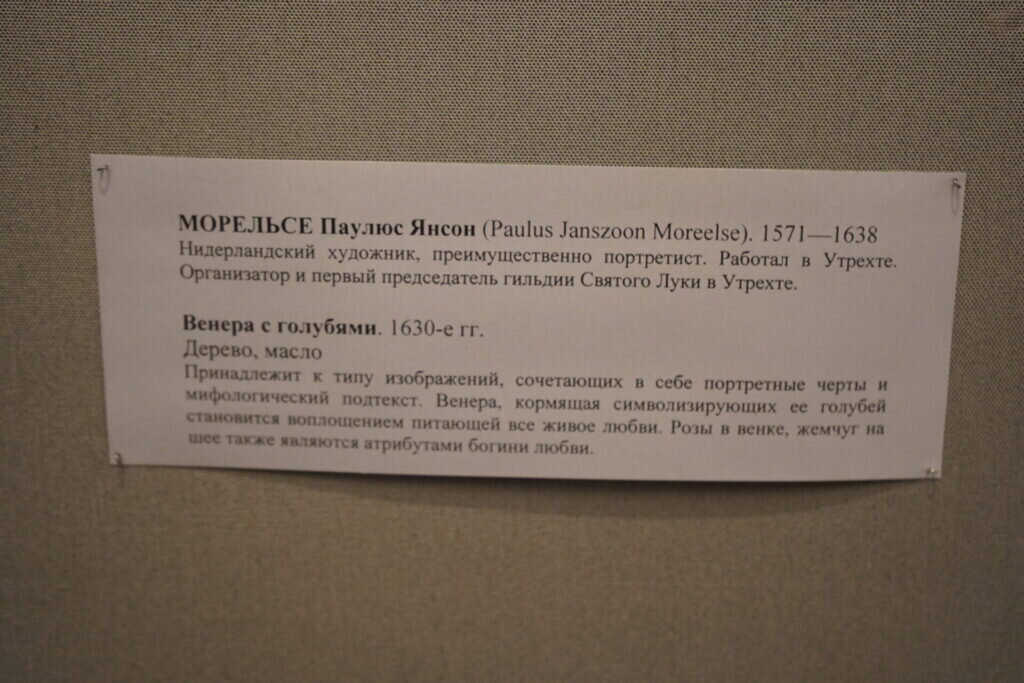 МОРЕЛЬСЕ Паулюс Янсон (Paulus Janszoon Moreelse). 1571—1638
Нидерландский художник, преимущественно портретист. Работал в Утрехте.
Организатор и первый председатель гильдии Святого Луки в Утрехте.
Венера с голубями. 1630-е гг.
Дерево, масло
Принадлежит к типу изображений, сочетающих в себе портретные черты и
мифологический подтекст. Венера, кормящая символизирующих ее голубей
становится воплощением питающей все живое любви. Розы в венке, жемчуг на
шее также являются атрибутами богини любви.